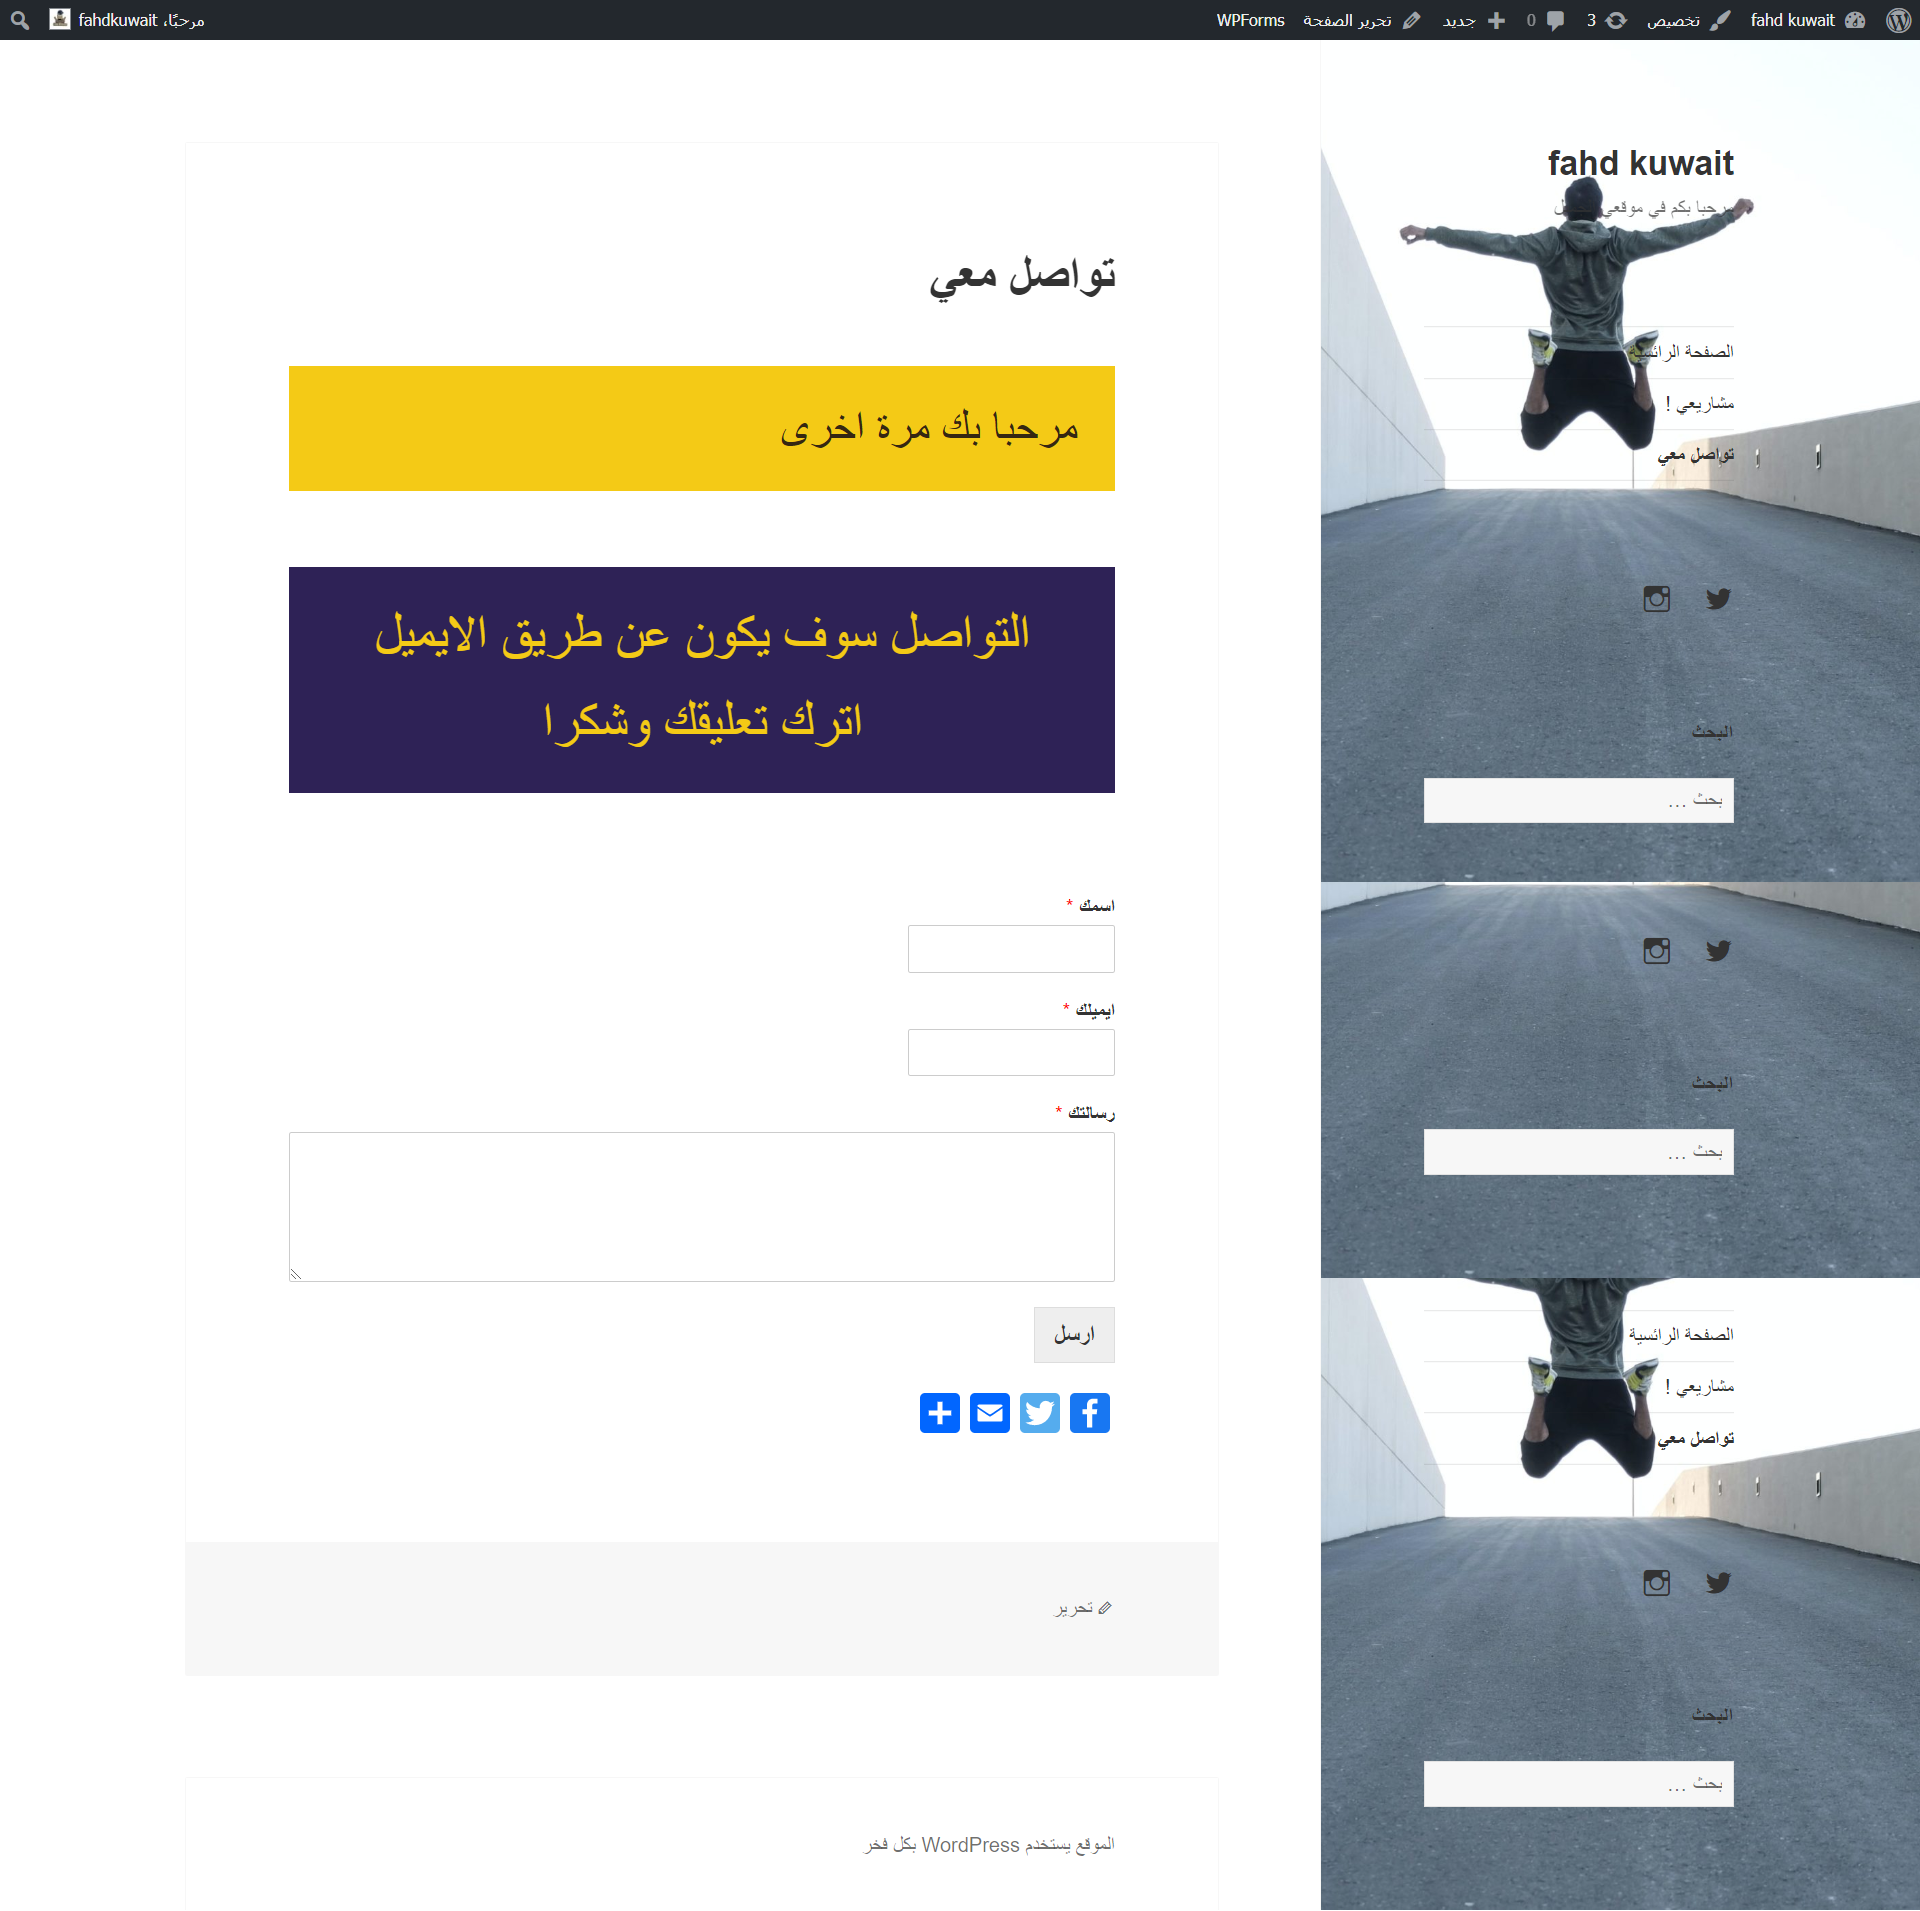 fahd kuwait
تخصيص
3
0
جديد
تحرير الصفحة
WPForms
مرحبًا، fahdkuwait
fahd kuwait
مرحبا بكم في موقعي
الصفحة الرائسية
مشاريعي !
تواصل معي
البحث
بحث ...
تواصل معي
مرحبا بك مرة اخرى
التواصل سوف يكون عن طريق الايميل
اترك تعليقك وشكرا
اسمك *
ايميلك *
رسالتك *
ارسل
تحرير
الموقع يستخدم WordPress بكل فخر
البحث
بحث ...
الصفحة الرائسية
مشاريعي !
تواصل معي
البحث
بحث ...